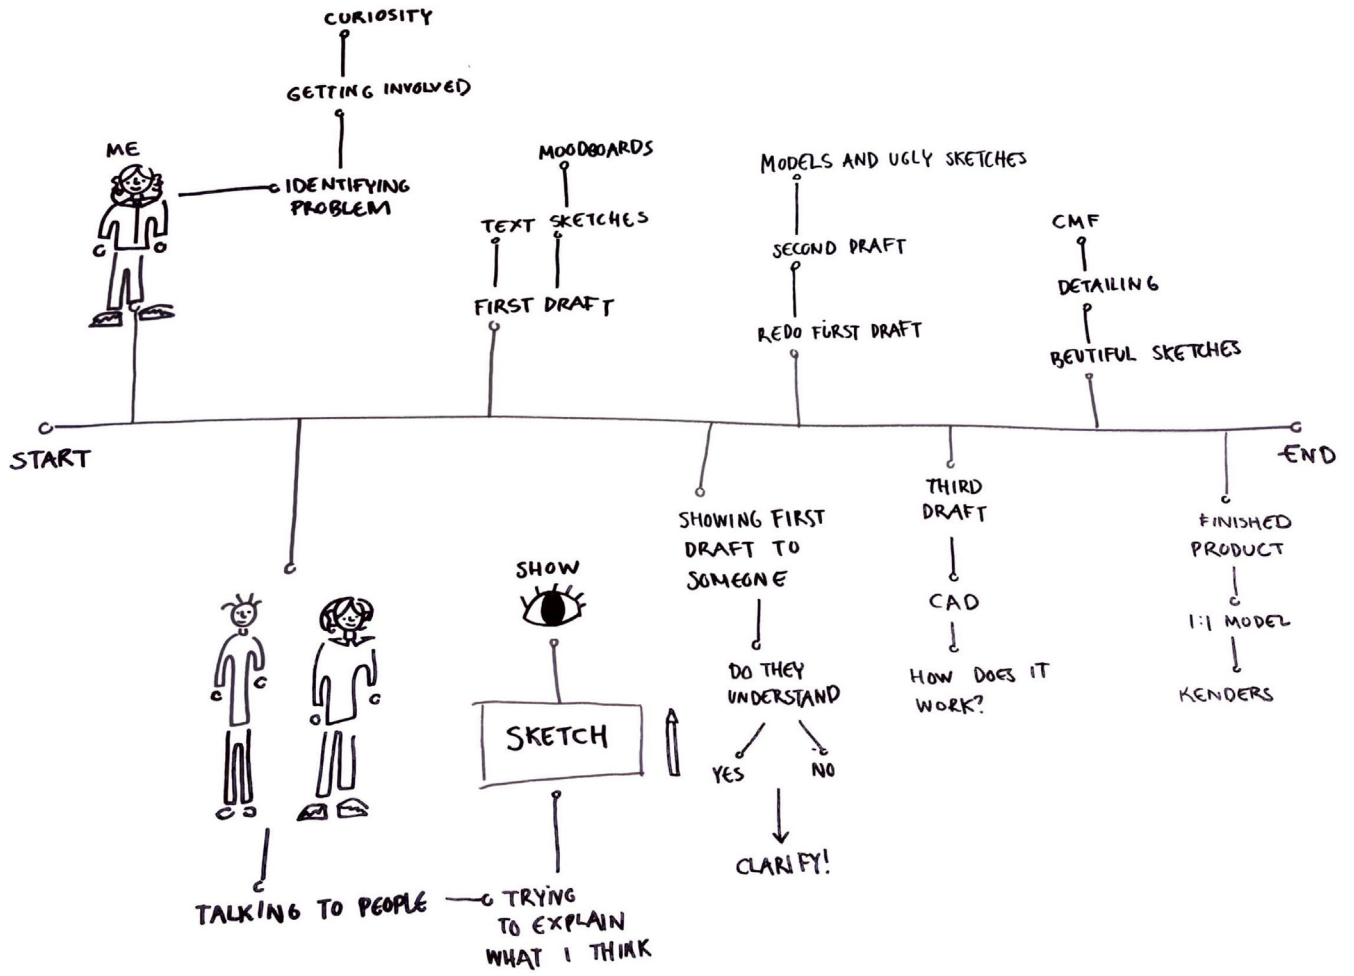 CURIOSITY
GETTING INVOLVED
ME
IDENTIFYING
PROBLEM
MOODBOARDS
TEXT SKETCHES
FIRST DRAFT
MODELS AND UGLY SKETCHES
SECOND DRAFT
REDO FIRST DRAFT
CMF
DETAILING
BEUTIFUL SKETCHES
START
END
SHOW
SKETCH
TALKING TO PEOPLE
TRYING
TO EXPLAIN
WHAT I THINK
SHOWING FIRST
DRAFT TO
SOMEONE
DO THEY
UNDERSTAND
YES
NO
CLARIFY!
THIRD
DRAFT
CAD
HOW DOES IT
WORK?
FINISHED
PRODUCT
1:1 MODEL
KENDERS